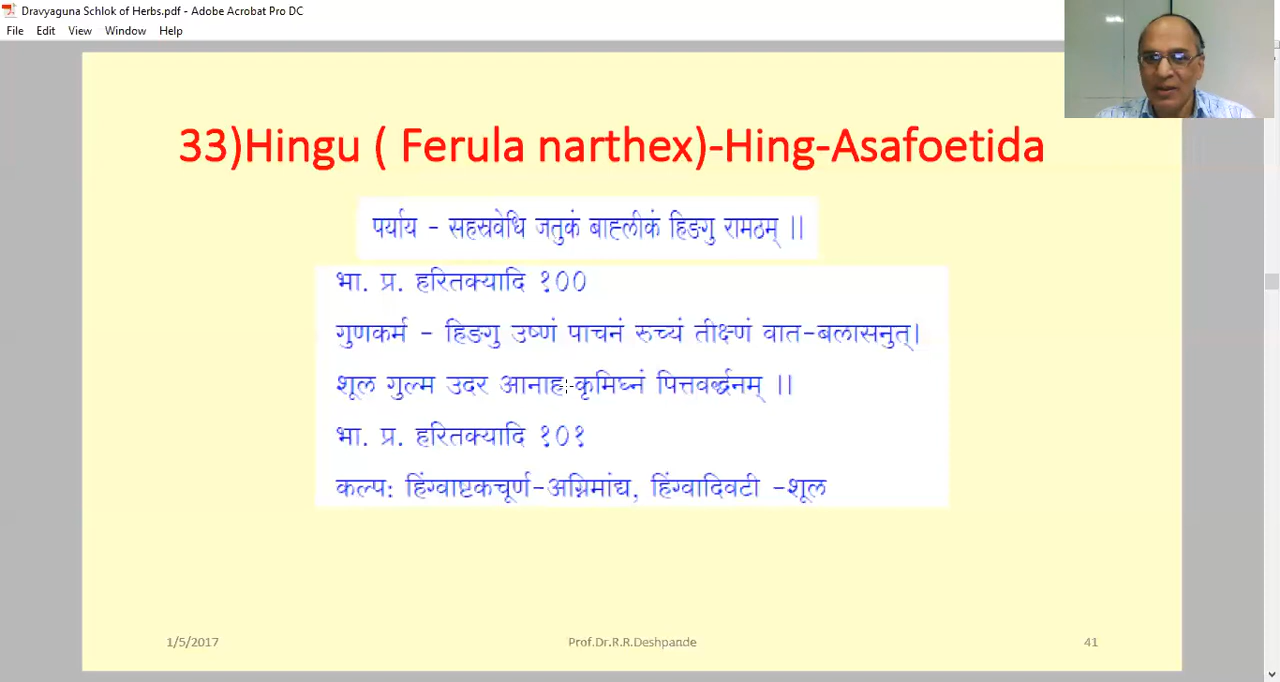 Dravyaguna Schlok of Herbs.pdf - Adobe Acrobat Pro DC
File Edit View Window Help
33)Hingu ( Ferula narthex)-Hing-Asafoetida
पर्याय - सहस्रवेधि जतुकं बाह्लीकं हिङगु रामठम् ||
भा. प्र. हरितक्यादि १००
गुणकर्म - हिङगु उष्णं पाचनं रुच्यं तीक्ष्णं वात-बलासनुत्|
शूल गुल्म उदर आनाह-कृमिघ्नं पित्तवर्द्धनम् ||
भा. प्र. हरितक्यादि १०१
कल्प: हिंग्वाष्टकचूर्ण-अग्निमांद्य, हिंग्वादिवटी -शूल
1/5/2017 Prof.Dr.R.R.Deshpande 41